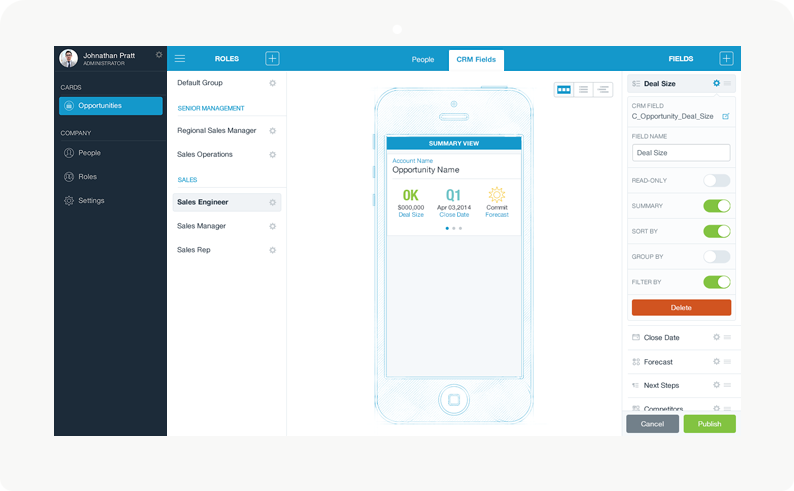 Johnathan Pratt
ADMINISTRATOR
CARDS
Opportunities
COMPANY
People
Roles
Settings
ROLES
Default Group
SENIOR MANAGEMENT
Regional Sales Manager
Sales Operations
SALES
Sales Engineer
Sales Manager
Sales Rep
People
CRM Fields
SUMMARY VIEW
Account Name
Opportunity Name
0K
Q1
$000,000
Apr 03,2014
Commit
Deal Size
Close Date
Forecast
FIELDS
Deal Size
CRM FIELD
C_Opportunity_Deal_Size
FIELD NAME
Deal Size
READ-ONLY
SUMMARY
SORT BY
GROUP BY
FILTER BY
Delete
Close Date
Forecast
Next Steps
Competitors
Cancel
Publish